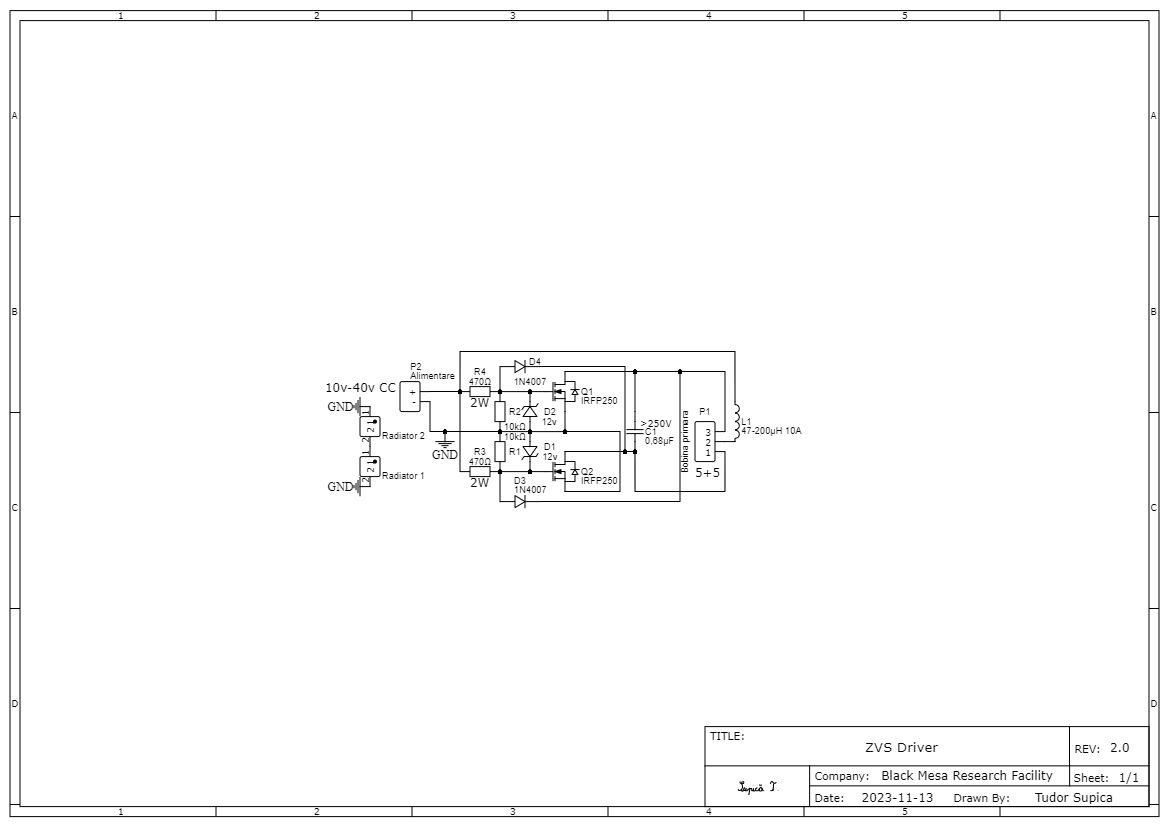 1 2 3 4 5
A A
B B
C C
D D
P2
Alimentare
10v-40v CC
+
-
GND
1
2 1
2
Radiator 2
1
2 1
2
Radiator 1
GND
GND
R4
470Ω
2W
D4
1N4007
R2
10kΩ
D2
12v
Q1
IRFP250
10kΩ
R1
D1
12v
R3
470Ω
2W
D3
1N4007
Q2
IRFP250
>250V
C1
0,68µF
Bobina primara
P1
3
2
1
5+5
L1
47-200µH 10A
TITLE:
ZVS Driver
REV: 2.0
Supică T.
Company: Black Mesa Research Facility
Sheet: 1/1
Date: 2023-11-13 Drawn By: Tudor Supica
1 2 3 4 5